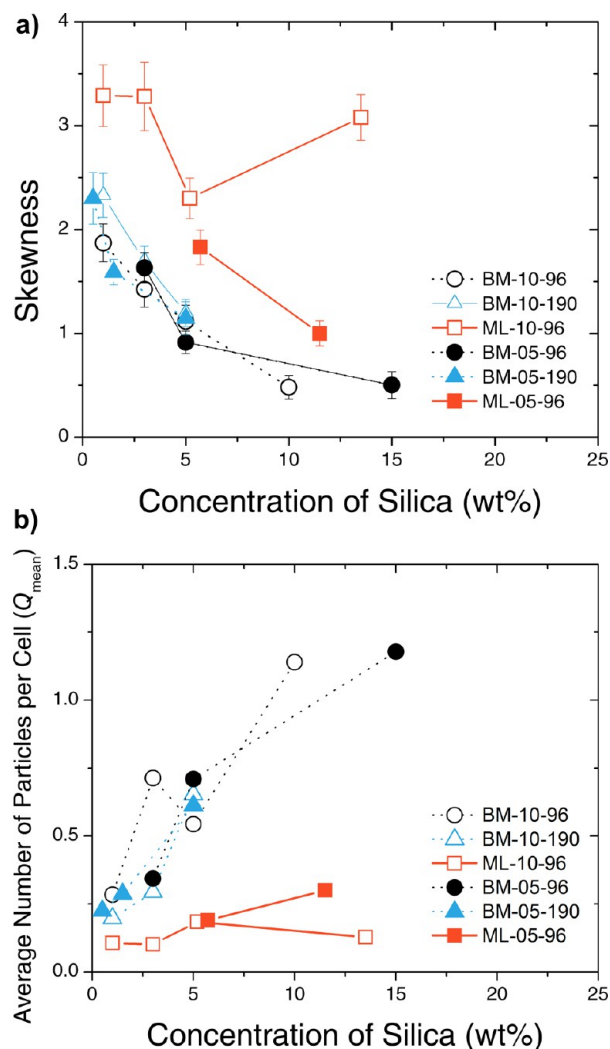 a)
4
3
2
1
0
Skewness
BM-10-96
BM-10-190
ML-10-96
BM-05-96
BM-05-190
ML-05-96
0 5 10 15 20 25
Concentration of Silica (wt%)
b)
1.5
1.0
0.5
0.0
Average Number of Particles per Cell (Qmean)
BM-10-96
BM-10-190
ML-10-96
BM-05-96
BM-05-190
ML-05-96
0 5 10 15 20 25
Concentration of Silica (wt%)